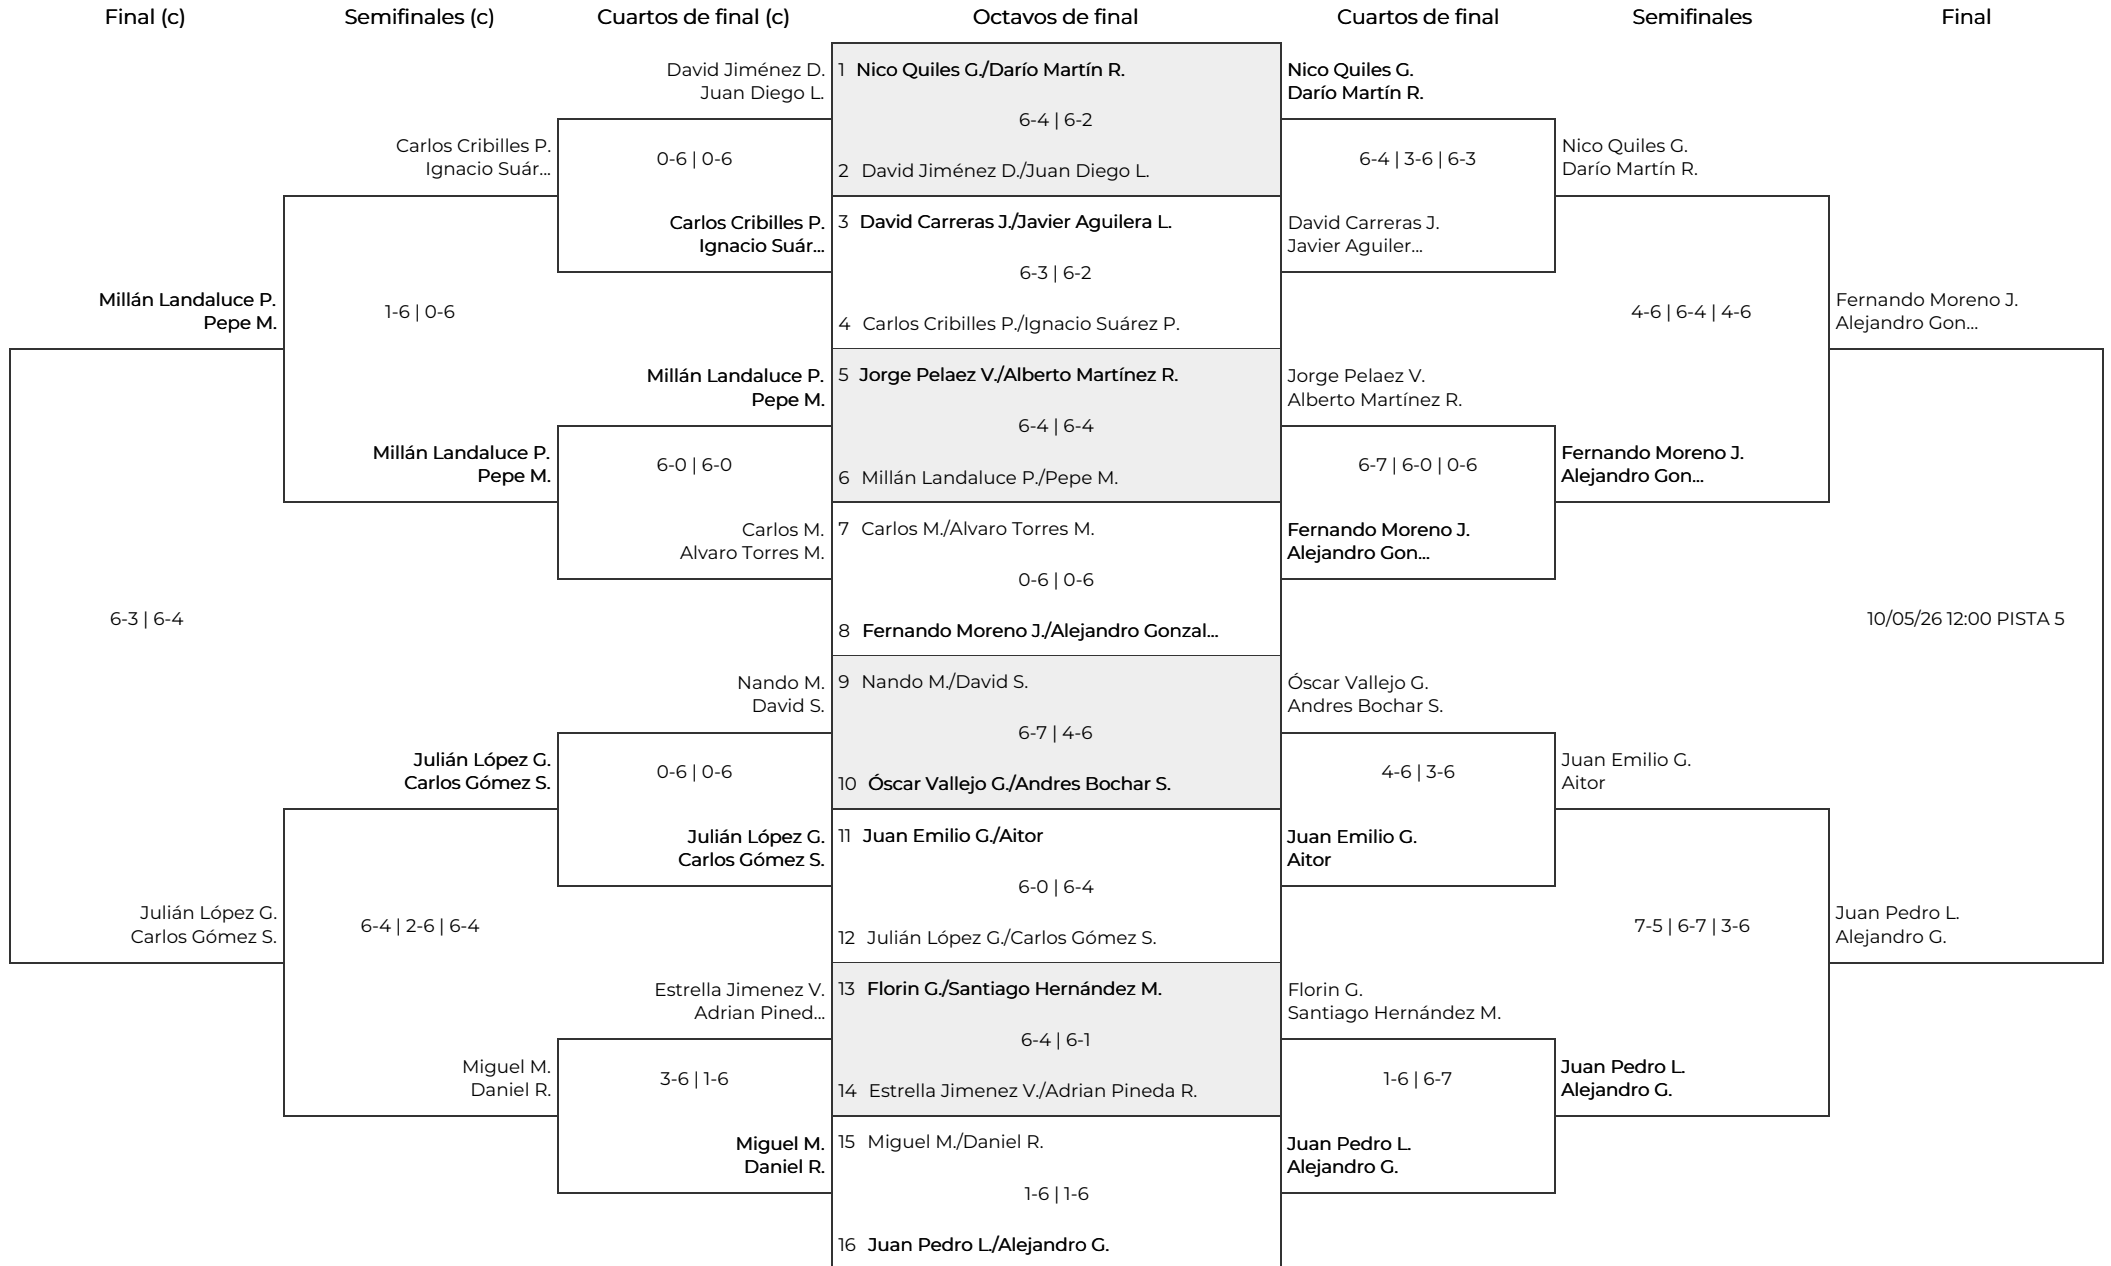 Final (c)
Semifinales (c)
Cuartos de final (c)
Octavos de final
Cuartos de final
Semifinales
Final
Millán Landaluce P.
Pepe M.
6-3 | 6-4
Julián López G.
Carlos Gómez S.
Carlos Cribilles P.
Ignacio Suár...
1-6 | 0-6
Millán Landaluce P.
Pepe M.
Julián López G.
Carlos Gómez S.
6-4 | 2-6 | 6-4
Miguel M.
Daniel R.
David Jiménez D.
Juan Diego L.
0-6 | 0-6
Carlos Cribilles P.
Ignacio Suár...
Millán Landaluce P.
Pepe M.
6-0 | 6-0
Carlos M.
Alvaro Torres M.
Nando M.
David S.
0-6 | 0-6
Julián López G.
Carlos Gómez S.
Estrella Jimenez V.
Adrian Pined...
3-6 | 1-6
Miguel M.
Daniel R.
1 Nico Quiles G./Darío Martín R.
6-4 | 6-2
2 David Jiménez D./Juan Diego L.
3 David Carreras J./Javier Aguilera L.
6-3 | 6-2
4 Carlos Cribilles P./Ignacio Suárez P.
5 Jorge Pelaez V./Alberto Martínez R.
6-4 | 6-4
6 Millán Landaluce P./Pepe M.
7 Carlos M./Alvaro Torres M.
0-6 | 0-6
8 Fernando Moreno J./Alejandro Gonzal...
9 Nando M./David S.
6-7 | 4-6
10 Óscar Vallejo G./Andres Bochar S.
11 Juan Emilio G./Aitor
6-0 | 6-4
12 Julián López G./Carlos Gómez S.
13 Florin G./Santiago Hernández M.
6-4 | 6-1
14 Estrella Jimenez V./Adrian Pineda R.
15 Miguel M./Daniel R.
1-6 | 1-6
16 Juan Pedro L./Alejandro G.
Nico Quiles G.
Darío Martín R.
6-4 | 3-6 | 6-3
David Carreras J.
Javier Aguiler...
Jorge Pelaez V.
Alberto Martínez R.
6-7 | 6-0 | 0-6
Fernando Moreno J.
Alejandro Gon...
Óscar Vallejo G.
Andres Bochar S.
4-6 | 3-6
Juan Emilio G.
Aitor
Florin G.
Santiago Hernández M.
1-6 | 6-7
Juan Pedro L.
Alejandro G.
Nico Quiles G.
Darío Martín R.
4-6 | 6-4 | 4-6
Fernando Moreno J.
Alejandro Gon...
Juan Emilio G.
Aitor
7-5 | 6-7 | 3-6
Juan Pedro L.
Alejandro G.
Fernando Moreno J.
Alejandro Gon...
10/05/26 12:00 PISTA 5
Juan Pedro L.
Alejandro G.